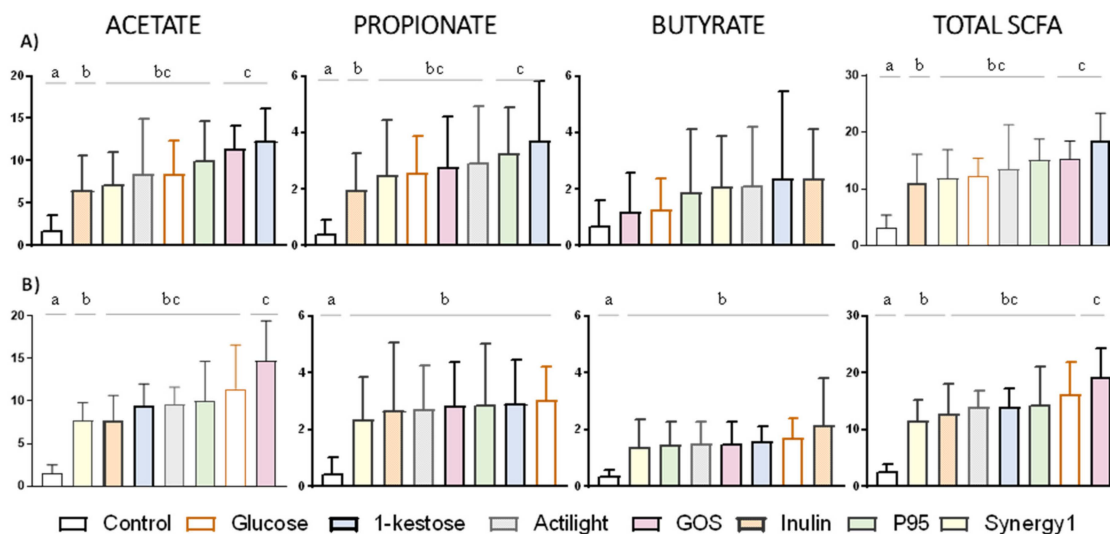 ACETATE PROPIONATE BUTYRATE TOTAL SCFA
A)
a b bc c a b bc c a b bc c
20 6 6 30
15
4 4 20
10
2 2 10
5
0 0 0 0
B)
a b bc c a b a b a b bc c
20 6 6 30
15
4 4 20
10
2 2 10
5
0 0 0 0
Control Glucose 1-kestose Actilight GOS Inulin P95 Synergy1